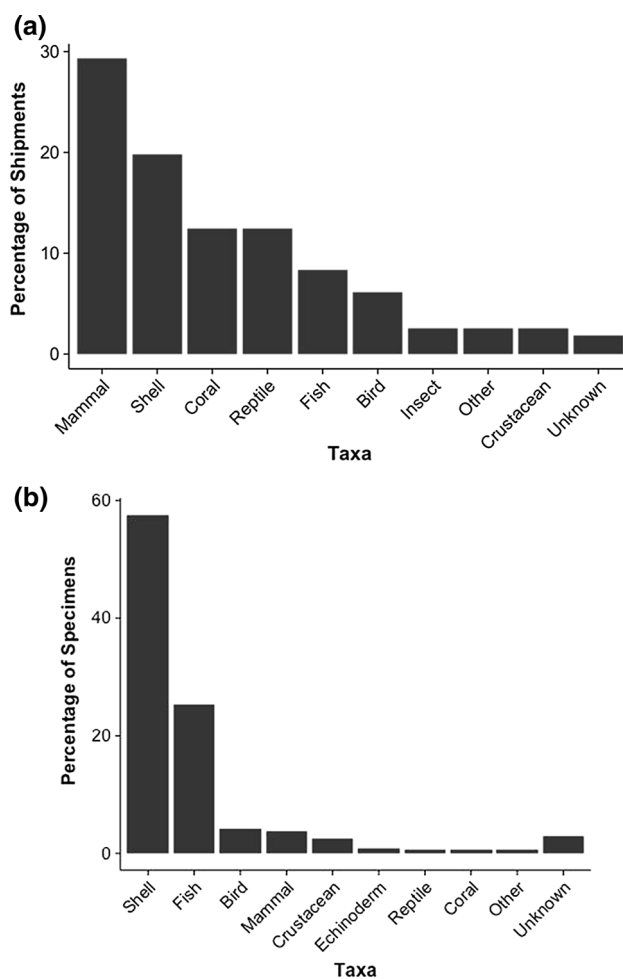 (a)
Percentage of Shipments
30
20
10
0
Mammal
Shell
Coral
Reptile
Fish
Bird
Insect
Other
Crustacean
Unknown
Taxa
(b)
Percentage of Specimens
60
40
20
0
Shell
Fish
Bird
Mammal
Crustacean
Echinoderm
Reptile
Coral
Other
Unknown
Taxa